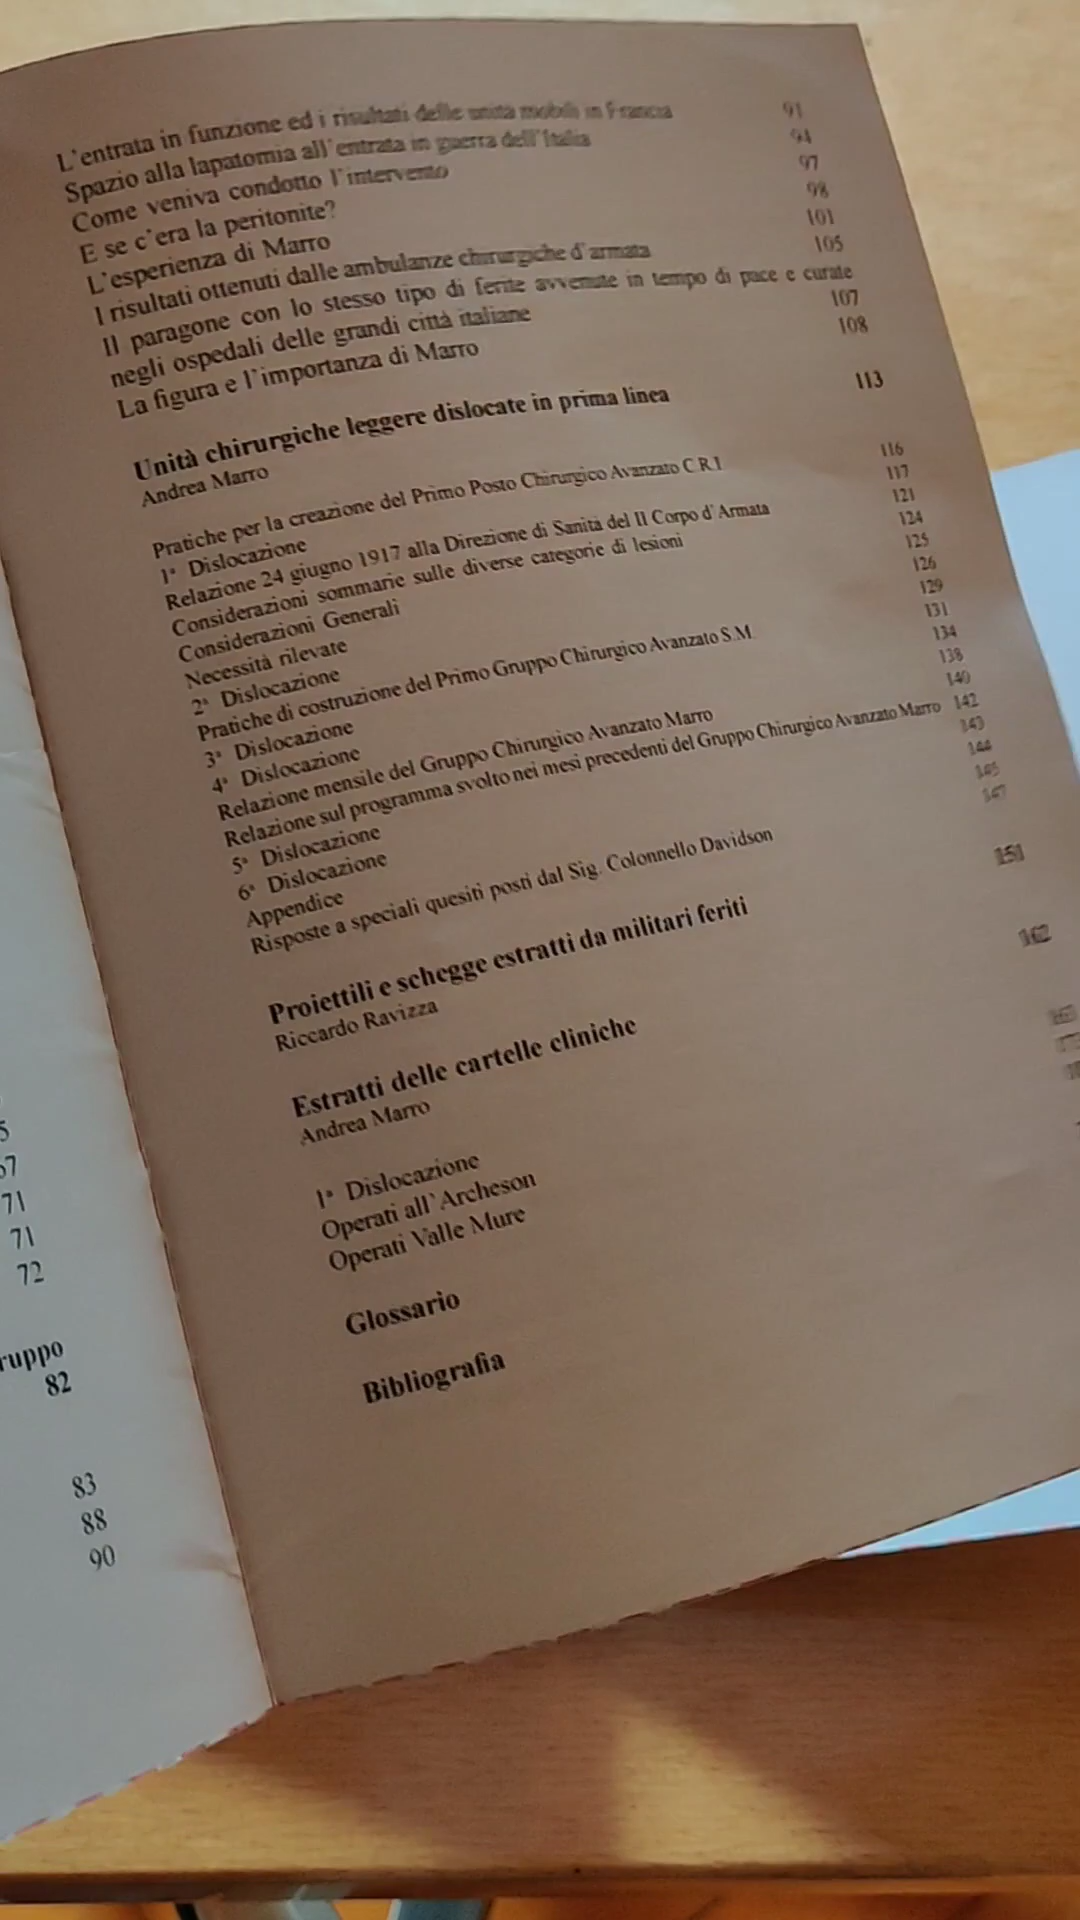 5
67
71
71
72
ruppo
82
83
88
90
L'entrata in funzione ed i risultati delle unità mobili in Francia 91
Spazio alla lapatomia all'entrata in guerra dell'Italia 94
Come veniva condotto l'intervento 97
E se c'era la peritonite? 98
L'esperienza di Marro 101
I risultati ottenuti dalle ambulanze chirurgiche d'armata 105
Il paragone con lo stesso tipo di ferite avvenute in tempo di pace e curate
negli ospedali delle grandi città italiane 107
La figura e l'importanza di Marro 108
Unità chirurgiche leggere dislocate in prima linea 113
Andrea Marro
Pratiche per la creazione del Primo Posto Chirurgico Avanzato C.R.I. 116
1ª Dislocazione 117
Relazione 24 giugno 1917 alla Direzione di Sanità del II Corpo d'Armata 121
Considerazioni sommarie sulle diverse categorie di lesioni 124
Considerazioni Generali 125
Necessità rilevate 126
2ª Dislocazione 129
Pratiche di costruzione del Primo Gruppo Chirurgico Avanzato S.M. 131
3ª Dislocazione 134
4ª Dislocazione 138
Relazione mensile del Gruppo Chirurgico Avanzato Marro 140
Relazione sul programma svolto nei mesi precedenti del Gruppo Chirurgico Avanzato Marro 142
5ª Dislocazione 143
6ª Dislocazione 144
Appendice 145
Risposte a speciali quesiti posti dal Sig. Colonnello Davidson 147
Proiettili e schegge estratti da militari feriti 151
Riccardo Ravizza
Estratti delle cartelle cliniche 162
Andrea Marro
1ª Dislocazione
Operati all'Archeson
Operati Valle Mure
Glossario
Bibliografia